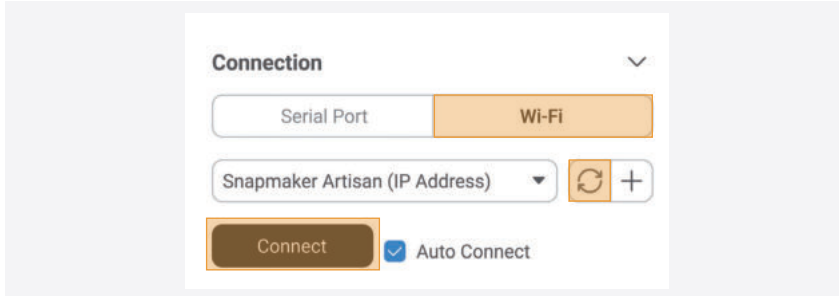 Connection
Serial Port Wi-Fi
Snapmaker Artisan (IP Address)
Connect Auto Connect